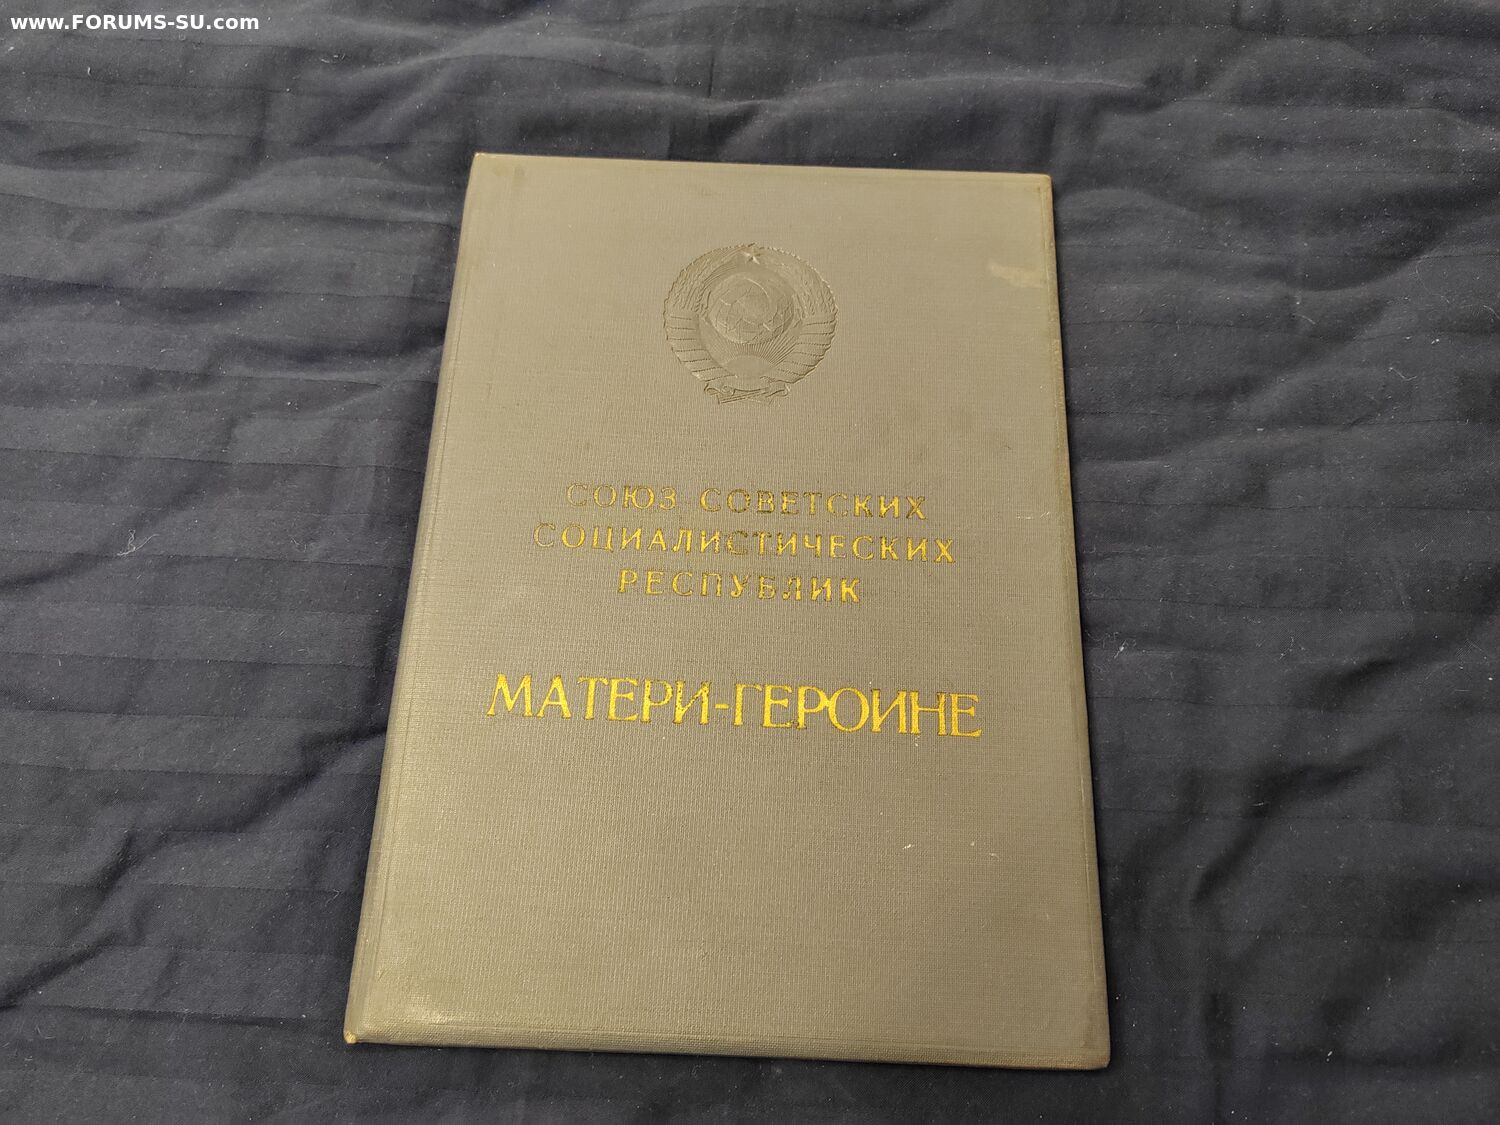 www.FORUMS-SU.com
СОЮЗ СОВЕТСКИХ
СОЦИАЛИСТИЧЕСКИХ
РЕСПУБЛИК
МАТЕРИ-ГЕРОИНЕ